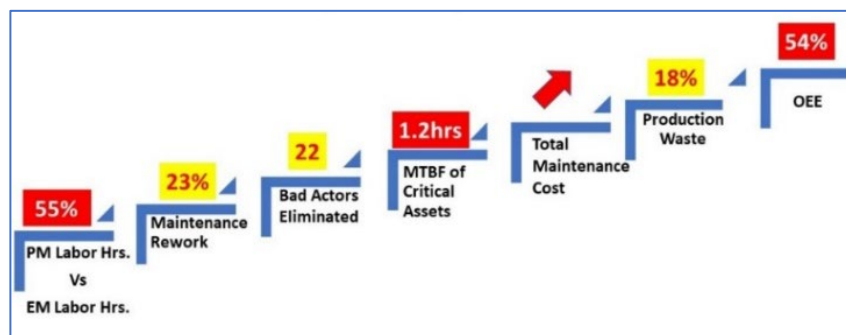 55%
PM Labor Hrs.
Vs
EM Labor Hrs.
23%
Maintenance
Rework
22
Bad Actors
Eliminated
1.2hrs
MTBF of
Critical
Assets
Total
Maintenance
Cost
18%
Production
Waste
54%
OEE